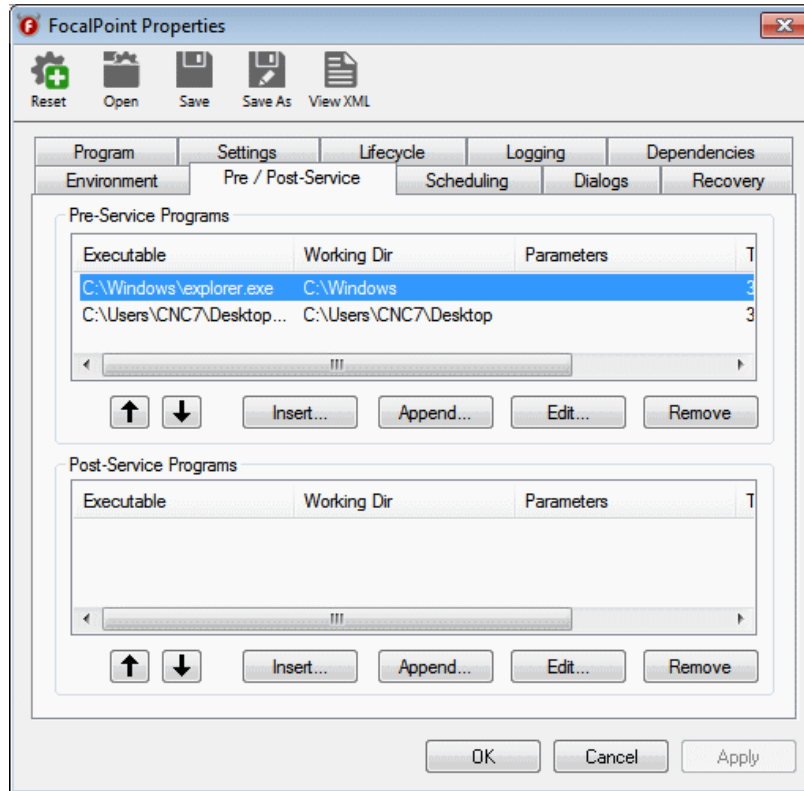 FocalPoint Properties
Reset Open Save Save As View XML
Program Settings Lifecycle Logging Dependencies
Environment Pre / Post-Service Scheduling Dialogs Recovery
Pre-Service Programs
Executable Working Dir Parameters T
C:\Windows\explorer.exe C:\Windows 3
C:\Users\CNC7\Desktop... C:\Users\CNC7\Desktop 3
Insert... Append... Edit... Remove
Post-Service Programs
Executable Working Dir Parameters T
Insert... Append... Edit... Remove
OK Cancel Apply